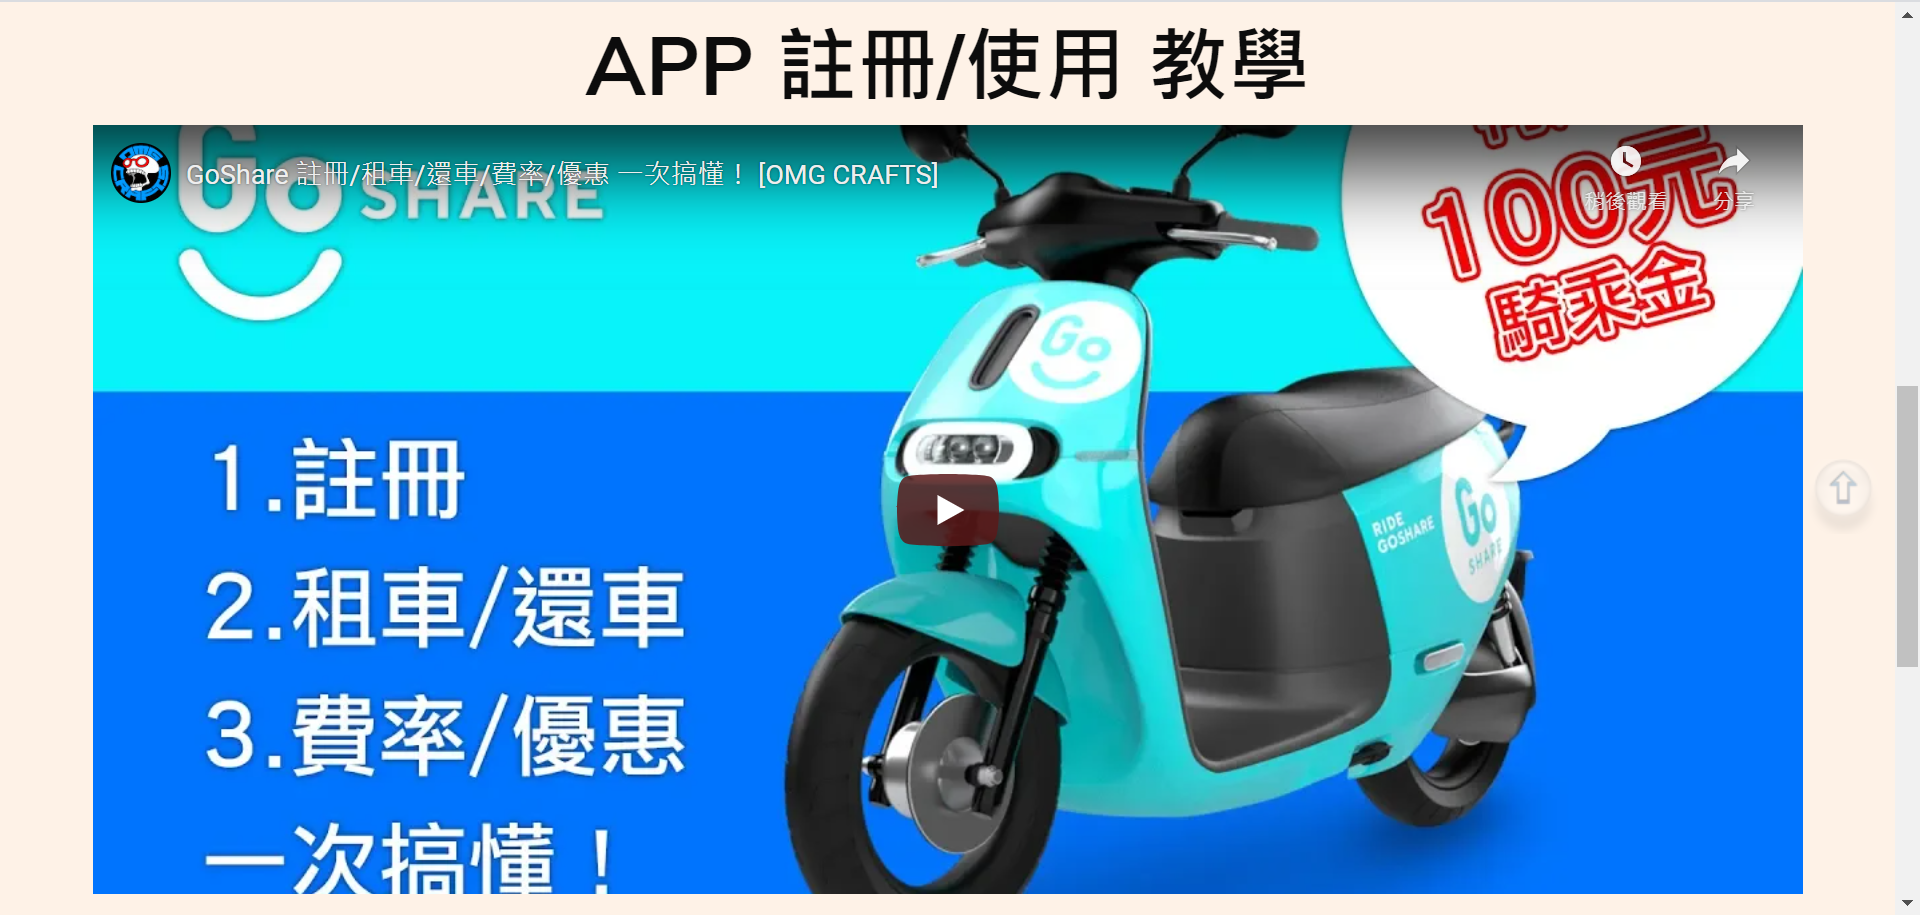 APP 註冊/使用 教學
GoShare 註冊/租車/還車/費率/優惠 一次搞懂！ [OMG CRAFTS]
稍後觀看
分享
Go SHARE
100元
騎乘金
Go
1.註冊
2.租車/還車
3.費率/優惠
一次搞懂！
RIDE
GOSHARE
Go
SHARE